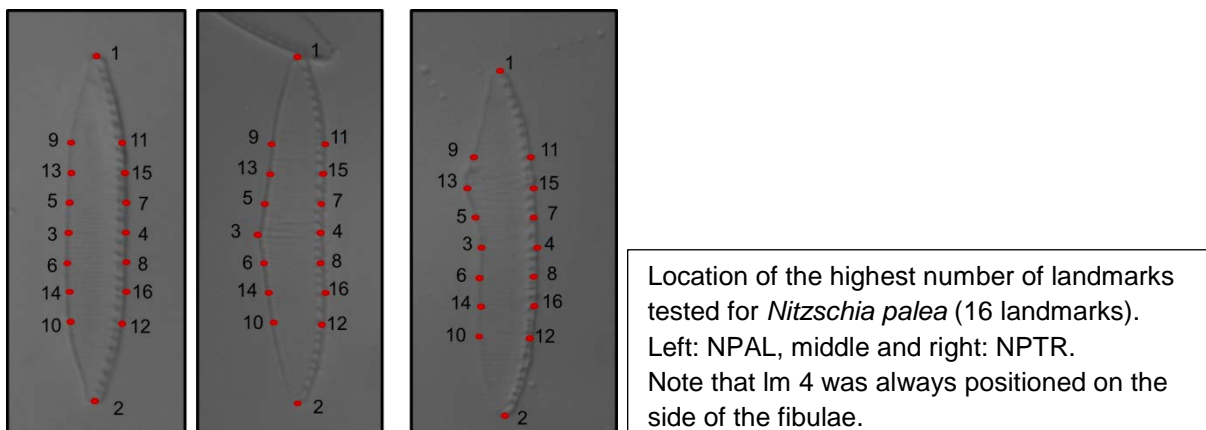 1 1 1
9 11 9 11 9 11
13 15 13 15 13 15
5 7 5 7 5 7
3 4 3 4 3 4
6 8 6 8 6 8
14 16 14 16 14 16
10 12 10 12 10 12
2 2 2
Location of the highest number of landmarks
tested for Nitzschia palea (16 landmarks).
Left: NPAL, middle and right: NPTR.
Note that lm 4 was always positioned on the
side of the fibulae.